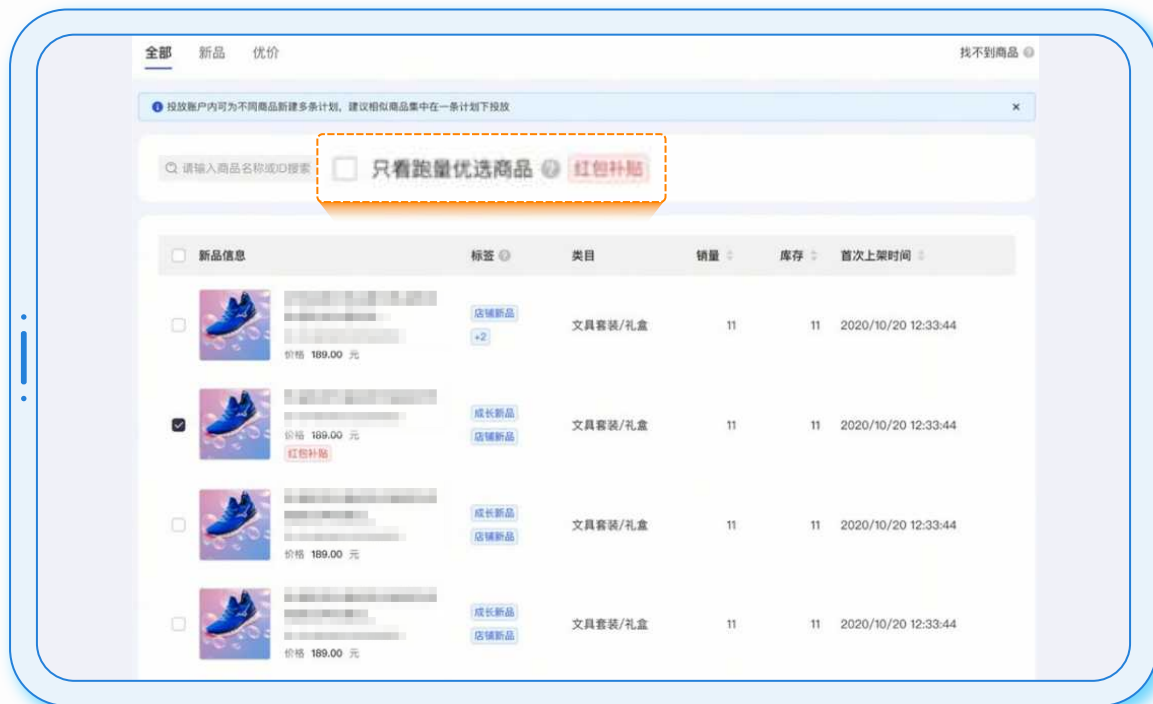 全部 新品 优价 找不到商品
投放账户内可为不同商品新建多条计划，建议相似商品集中在一条计划下投放
请输入商品名称或ID搜索 只看跑量优选商品 红包补贴
新品信息 标签 类目 销量 库存 首次上架时间
店铺新品
+2
文具套装/礼盒 11 11 2020/10/20 12:33:44
价格 189.00 元
成长新品
文具套装/礼盒 11 11 2020/10/20 12:33:44
价格 189.00 元 店铺新品
红包补贴
成长新品
文具套装/礼盒 11 11 2020/10/20 12:33:44
店铺新品
价格 189.00 元
成长新品
文具套装/礼盒 11 11 2020/10/20 12:33:44
店铺新品
价格 189.00 元